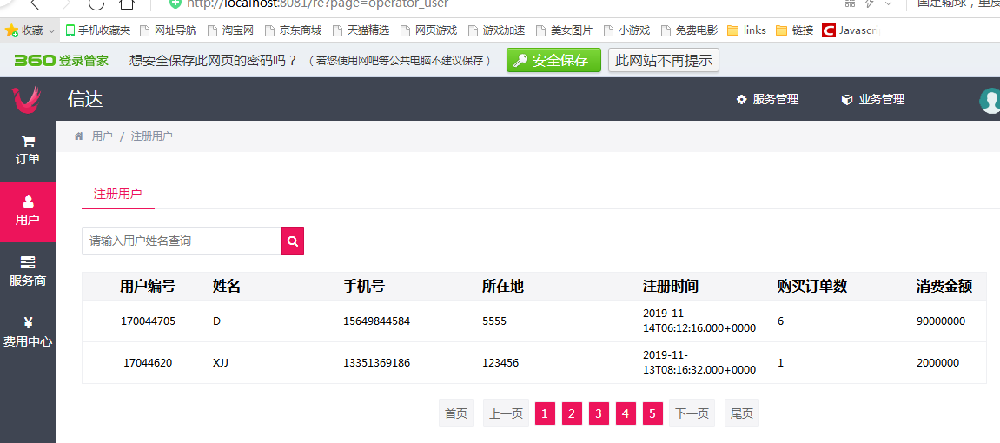 http://localhost:8081/re?page=operator_user
收藏 手机收藏夹 网址导航 淘宝网 京东商城 天猫精选 网页游戏 游戏加速 美女图片 小游戏 免费电影 links 链接 Javascri
360 登录管家 想安全保存此网页的密码吗？ （若您使用网吧等公共电脑不建议保存） 安全保存 此网站不再提示
信达 服务管理 业务管理
用户 / 注册用户
订单
用户
服务商
¥
费用中心
注册用户
请输入用户姓名查询
用户编号 姓名 手机号 所在地 注册时间 购买订单数 消费金额
170044705 D 15649844584 5555 2019-11-14T06:12:16.000+0000 6 90000000
17044620 XJJ 13351369186 123456 2019-11-13T08:16:32.000+0000 1 2000000
首页 上一页 1 2 3 4 5 下一页 尾页